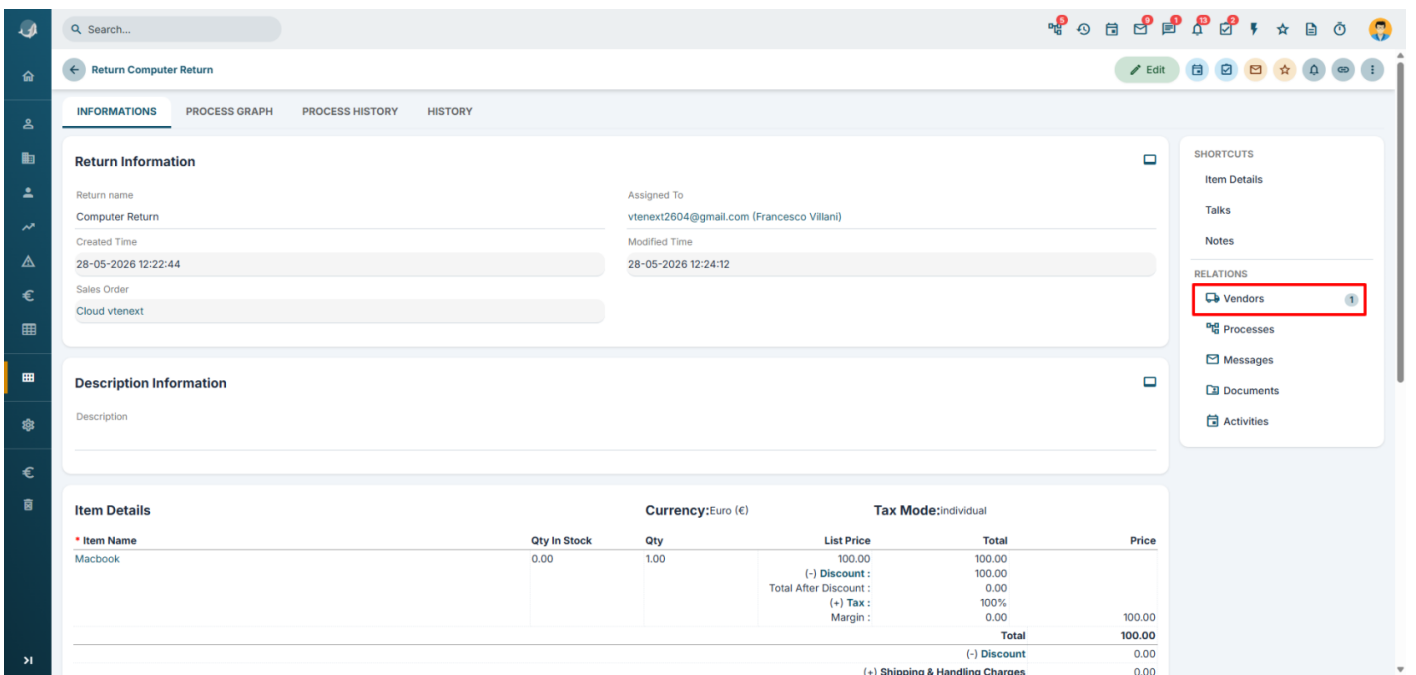 Search...
5
9
1
13
2
Return Computer Return
Edit
INFORMATIONS PROCESS GRAPH PROCESS HISTORY HISTORY
Return Information
Return name
Computer Return
Assigned To
vtenext2604@gmail.com (Francesco Villani)
Created Time
28-05-2026 12:22:44
Modified Time
28-05-2026 12:24:12
Sales Order
Cloud vtenext
Description Information
Description
Item Details Currency:Euro (€) Tax Mode:individual
* Item Name Qty In Stock Qty List Price Total Price
Macbook 0.00 1.00 100.00 100.00
(-) Discount : 100.00
Total After Discount : 0.00
(+) Tax : 100%
Margin : 0.00 100.00
Total 100.00
(-) Discount 0.00
(+) Shipping & Handling Charges 0.00
SHORTCUTS
Item Details
Talks
Notes
RELATIONS
Vendors 1
Processes
Messages
Documents
Activities